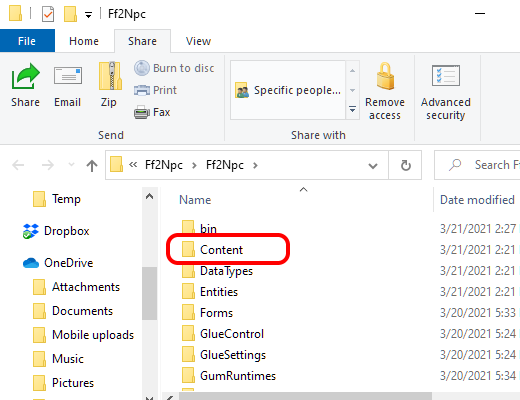 Ff2Npc
File Home Share View
Share Email Zip Burn to disc Print Fax Specific people... Remove access Advanced security
Send Share with
« Ff2Npc > Ff2Npc > Search F
Name Date modified
Temp
Dropbox
OneDrive
Attachments
Documents
Mobile uploads
Music
Pictures
bin 3/21/2021 2:27
Content 3/21/2021 2:21
DataTypes 3/21/2021 2:21
Entities 3/21/2021 2:21
Forms 3/20/2021 5:33
GlueControl 3/20/2021 5:24
GlueSettings 3/20/2021 5:24
GumRuntimes 3/20/2021 6:34